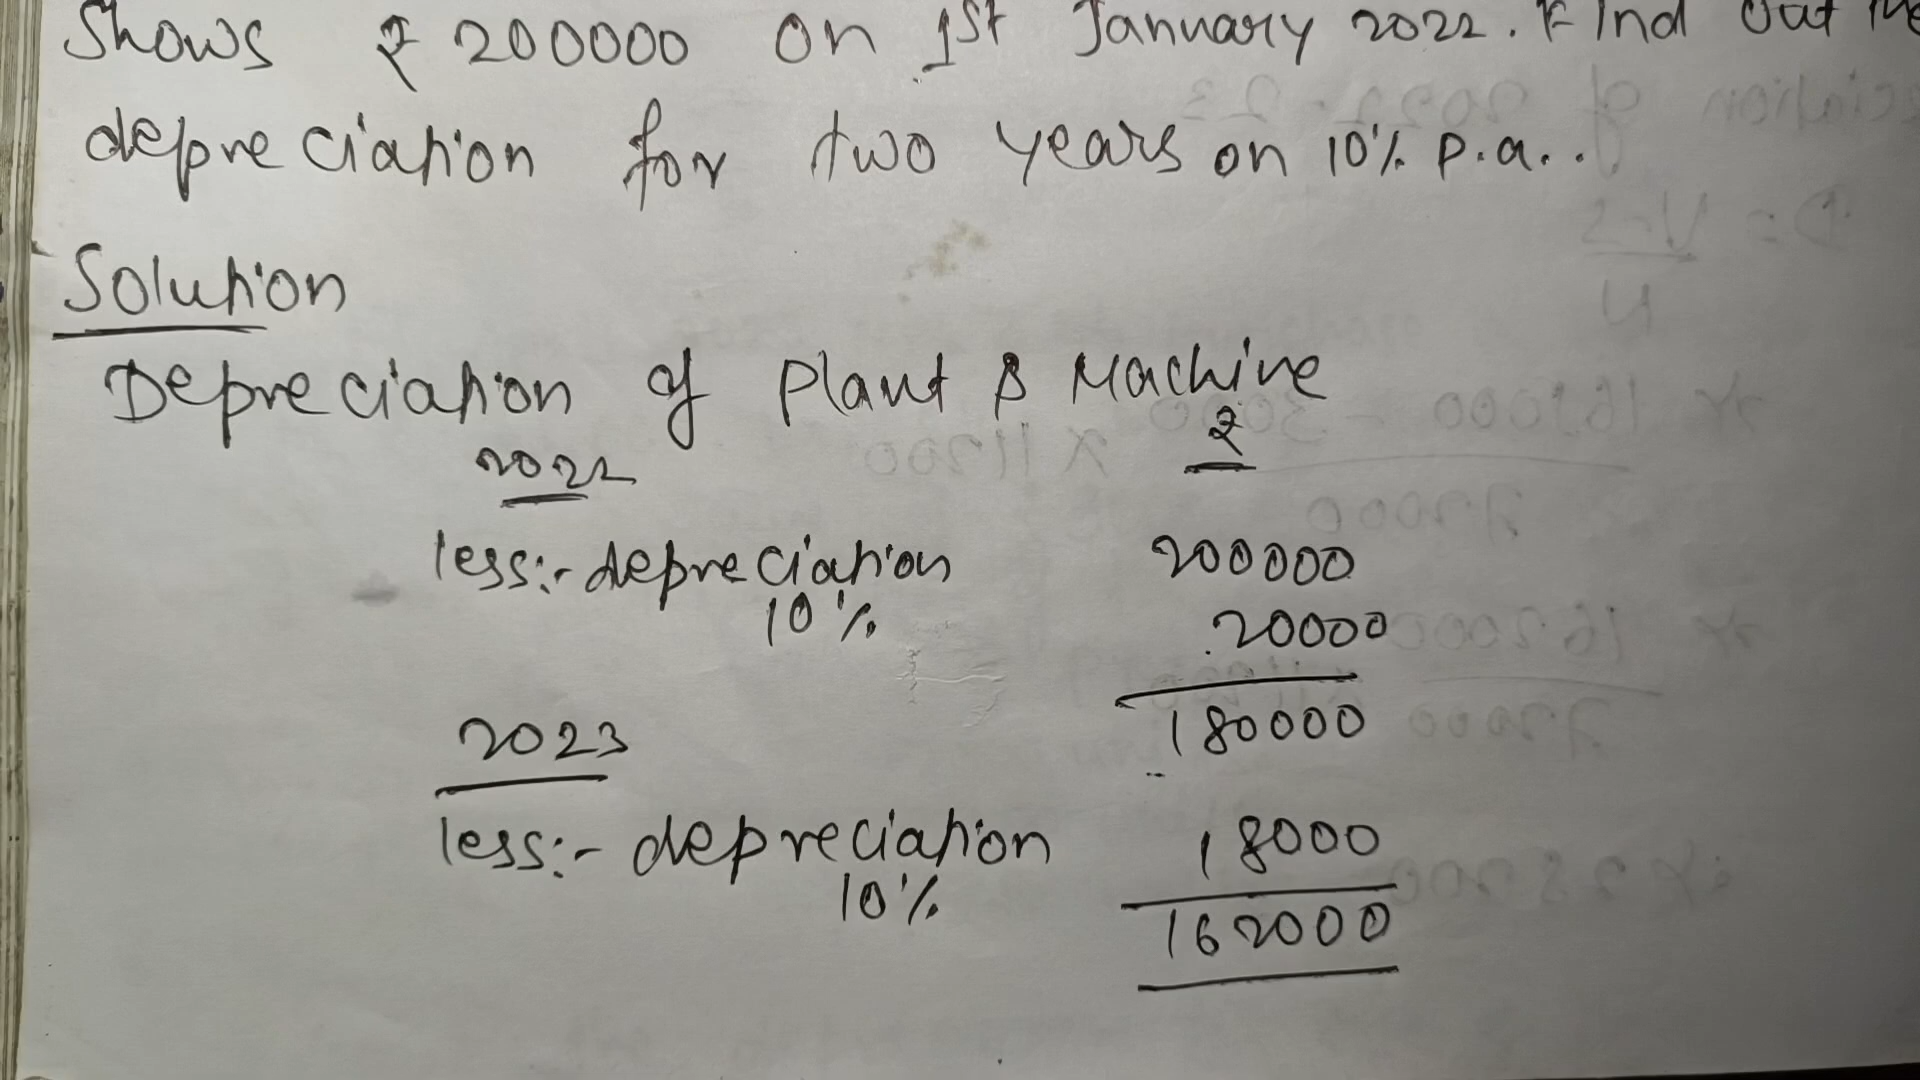 Shows ₹ 200000 on 1st January 2022. Find out the
depreciation for two years on 10% p.a..
Solution
Depreciation of Plant & Machine
2022 ₹
less:- depreciation 200000
10% 20000
180000
2023
less:- depreciation 18000
10%
162000